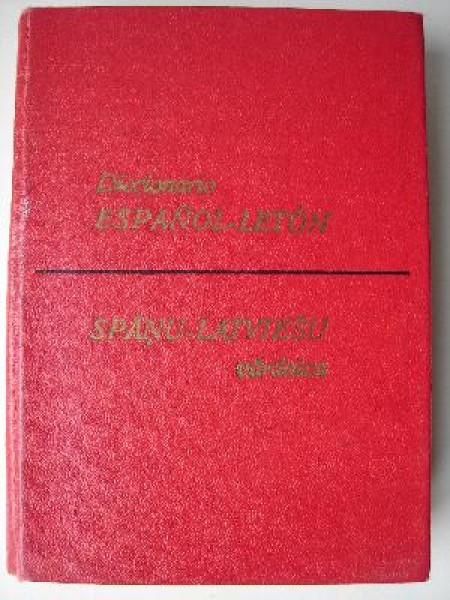 Diccionario
ESPAÑOL-LETÓN
SPĀŅU-LATVIEŠU
vārdnīca